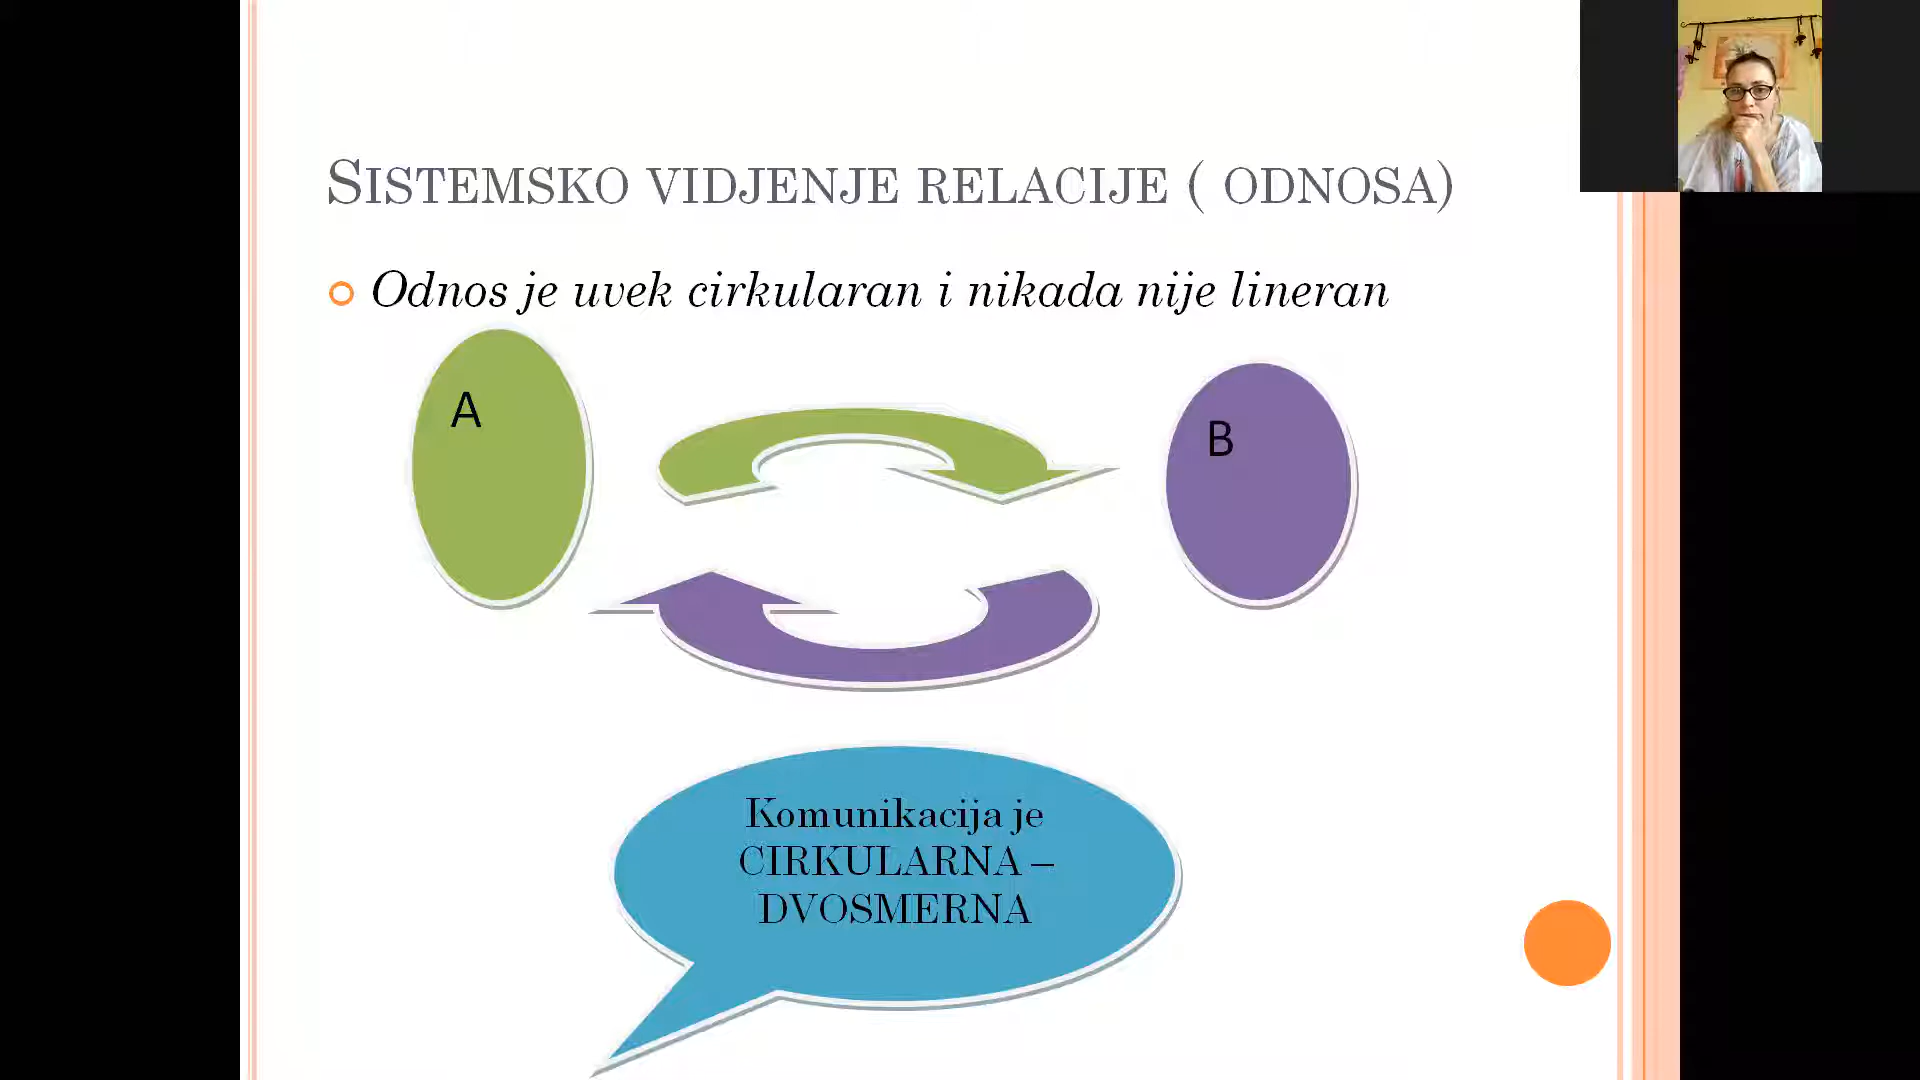 SISTEMSKO VIDJENJE RELACIJE ( ODNOSA)
Odnos je uvek cirkularan i nikada nije lineran
A
B
Komunikacija je
CIRKULARNA –
DVOSMERNA